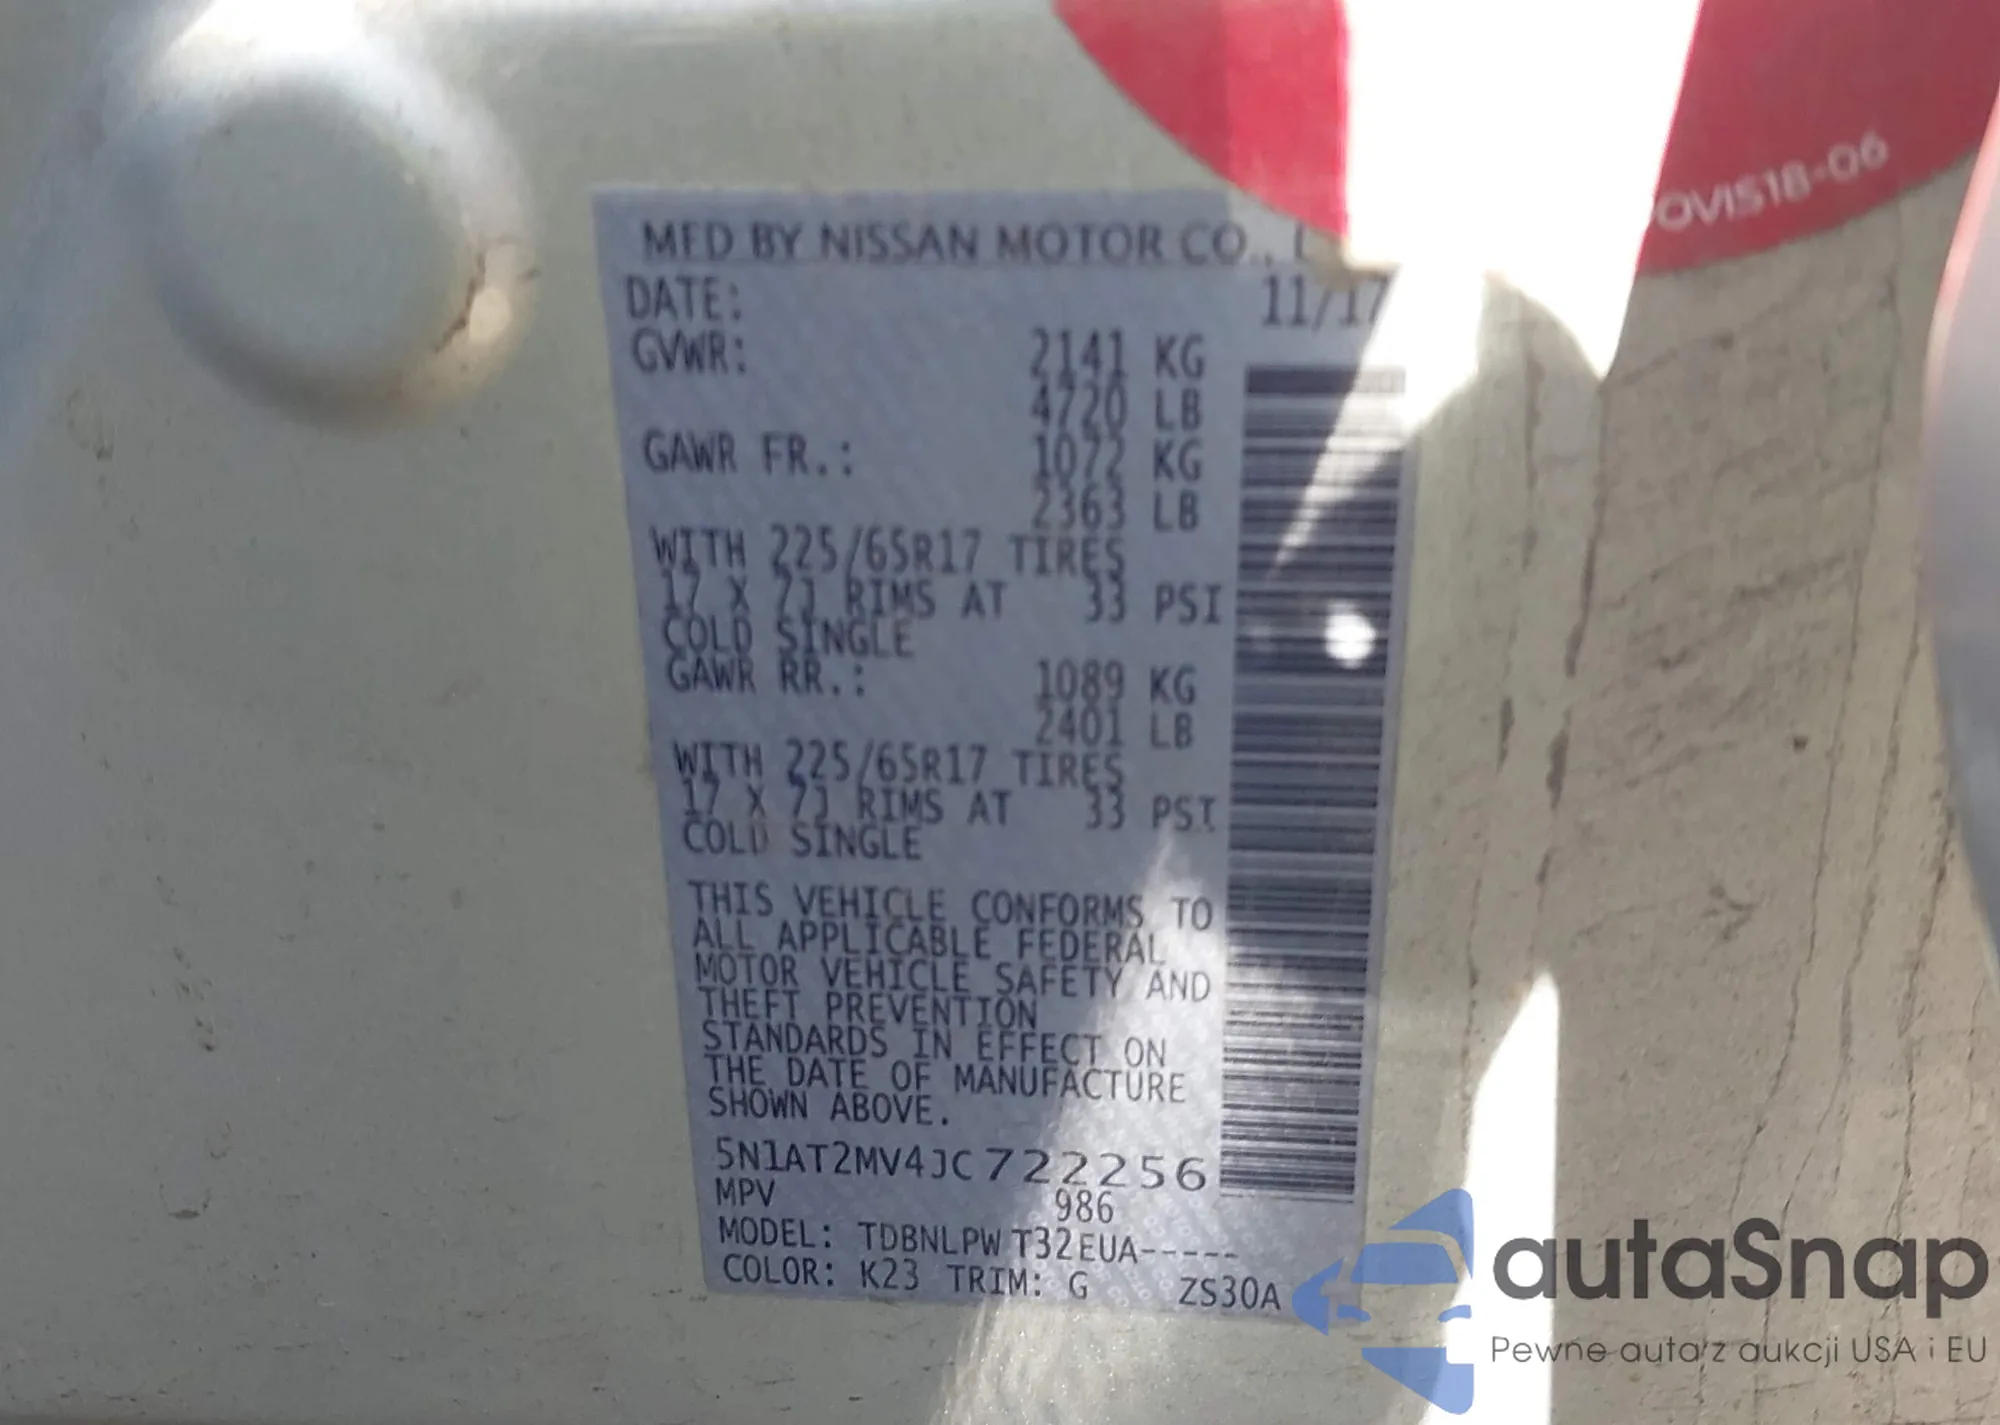 OVIS18-06
MFD BY NISSAN MOTOR CO.,
DATE: 11/17
GVWR: 2141 KG
4720 LB
GAWR FR.: 1072 KG
2363 LB
WITH 225/65R17 TIRES
17 X 7J RIMS AT 33 PSI
COLD SINGLE
GAWR RR.: 1089 KG
2401 LB
WITH 225/65R17 TIRES
17 X 7J RIMS AT 33 PSI
COLD SINGLE
THIS VEHICLE CONFORMS TO
ALL APPLICABLE FEDERAL
MOTOR VEHICLE SAFETY AND
THEFT PREVENTION
STANDARDS IN EFFECT ON
THE DATE OF MANUFACTURE
SHOWN ABOVE.
5N1AT2MV4JC722256
MPV 986
MODEL: TDBNLPW T32EUA-----
COLOR: K23 TRIM: G ZS30A
autaSnap
Pewne auta z aukcji USA i EU